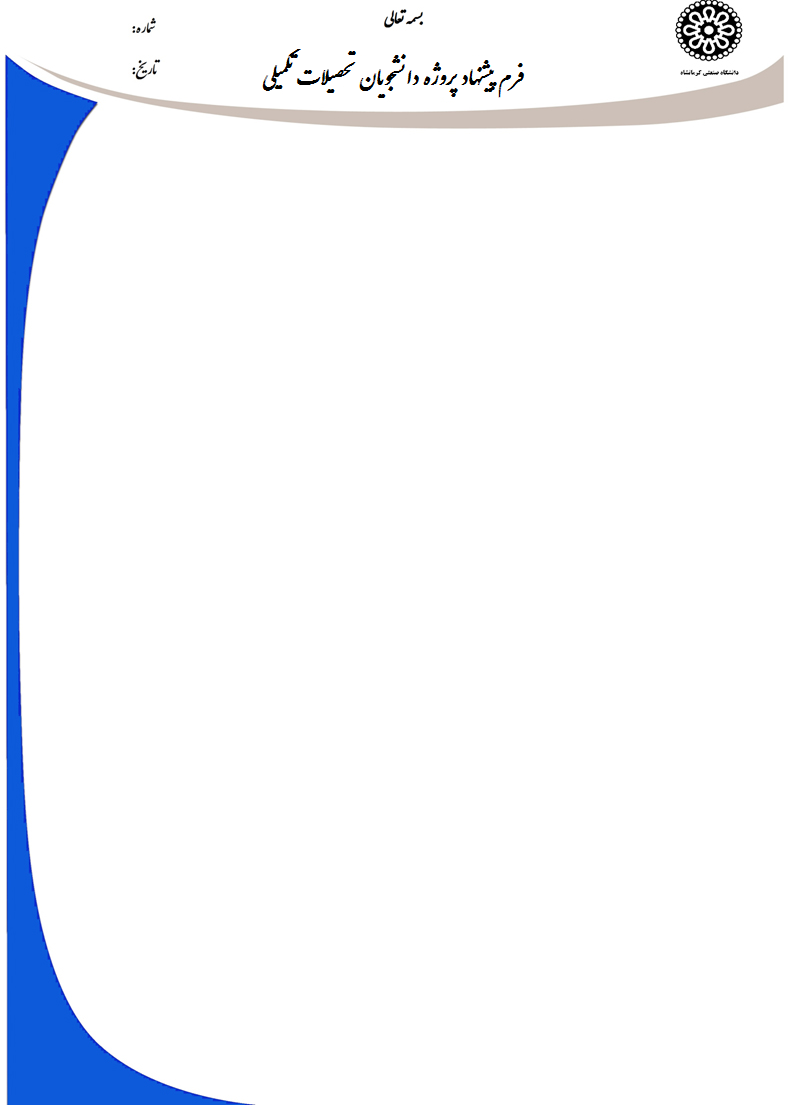 بسمه تعالی
شماره:
فرم پیشنهاد پروژه دانشجویان تحصیلات تکمیلی
تاریخ:
دانشگاه صنعتی کرمانشاه